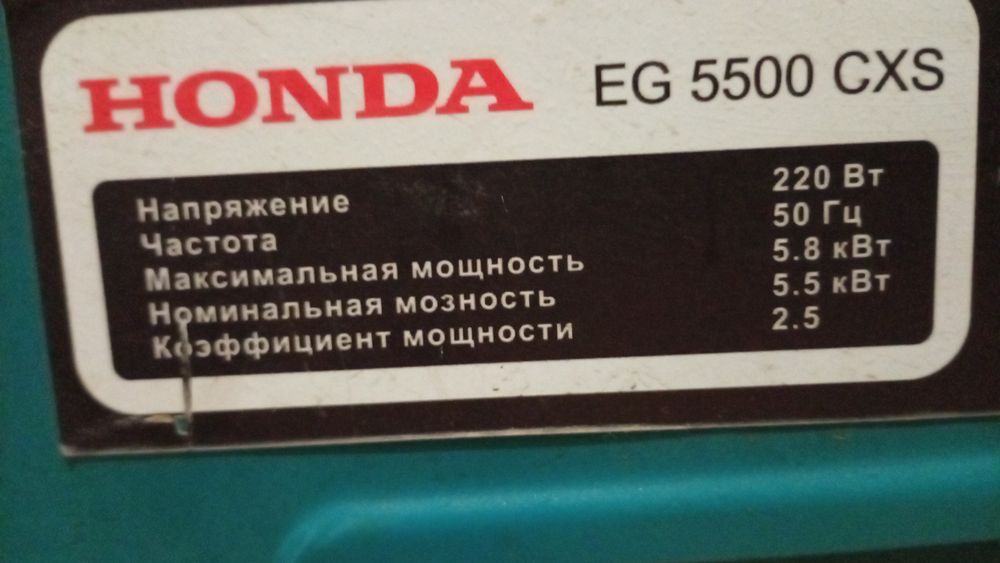 HONDA EG 5500 CXS
Напряжение 220 Вт
Частота 50 Гц
Максимальная мощность 5.8 кВт
Номинальная мозность 5.5 кВт
Коэффициент мощности 2.5